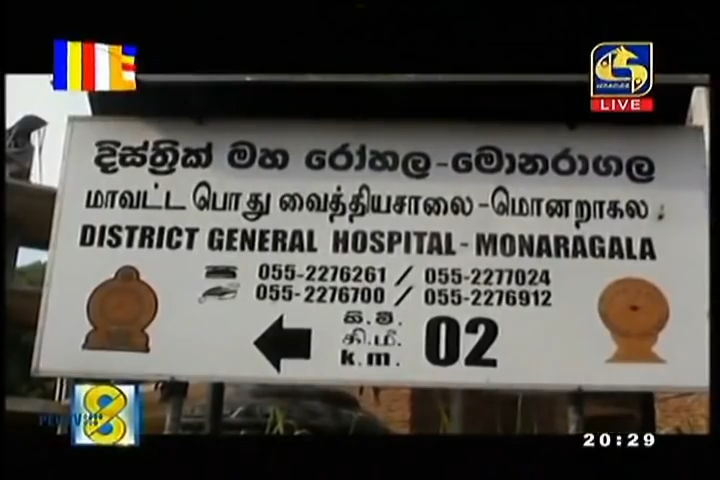 LIVE
දිස්ත්‍රික් මහ රෝහල - මොනරාගල
மாவட்ட பொது வைத்தியசாலை - மொனறாகல
DISTRICT GENERAL HOSPITAL - MONARAGALA
055-2276261 / 055-2277024
055-2276700 / 055-2276912
කි.මී.
கி.மீ.
k.m.
02
8
20:29